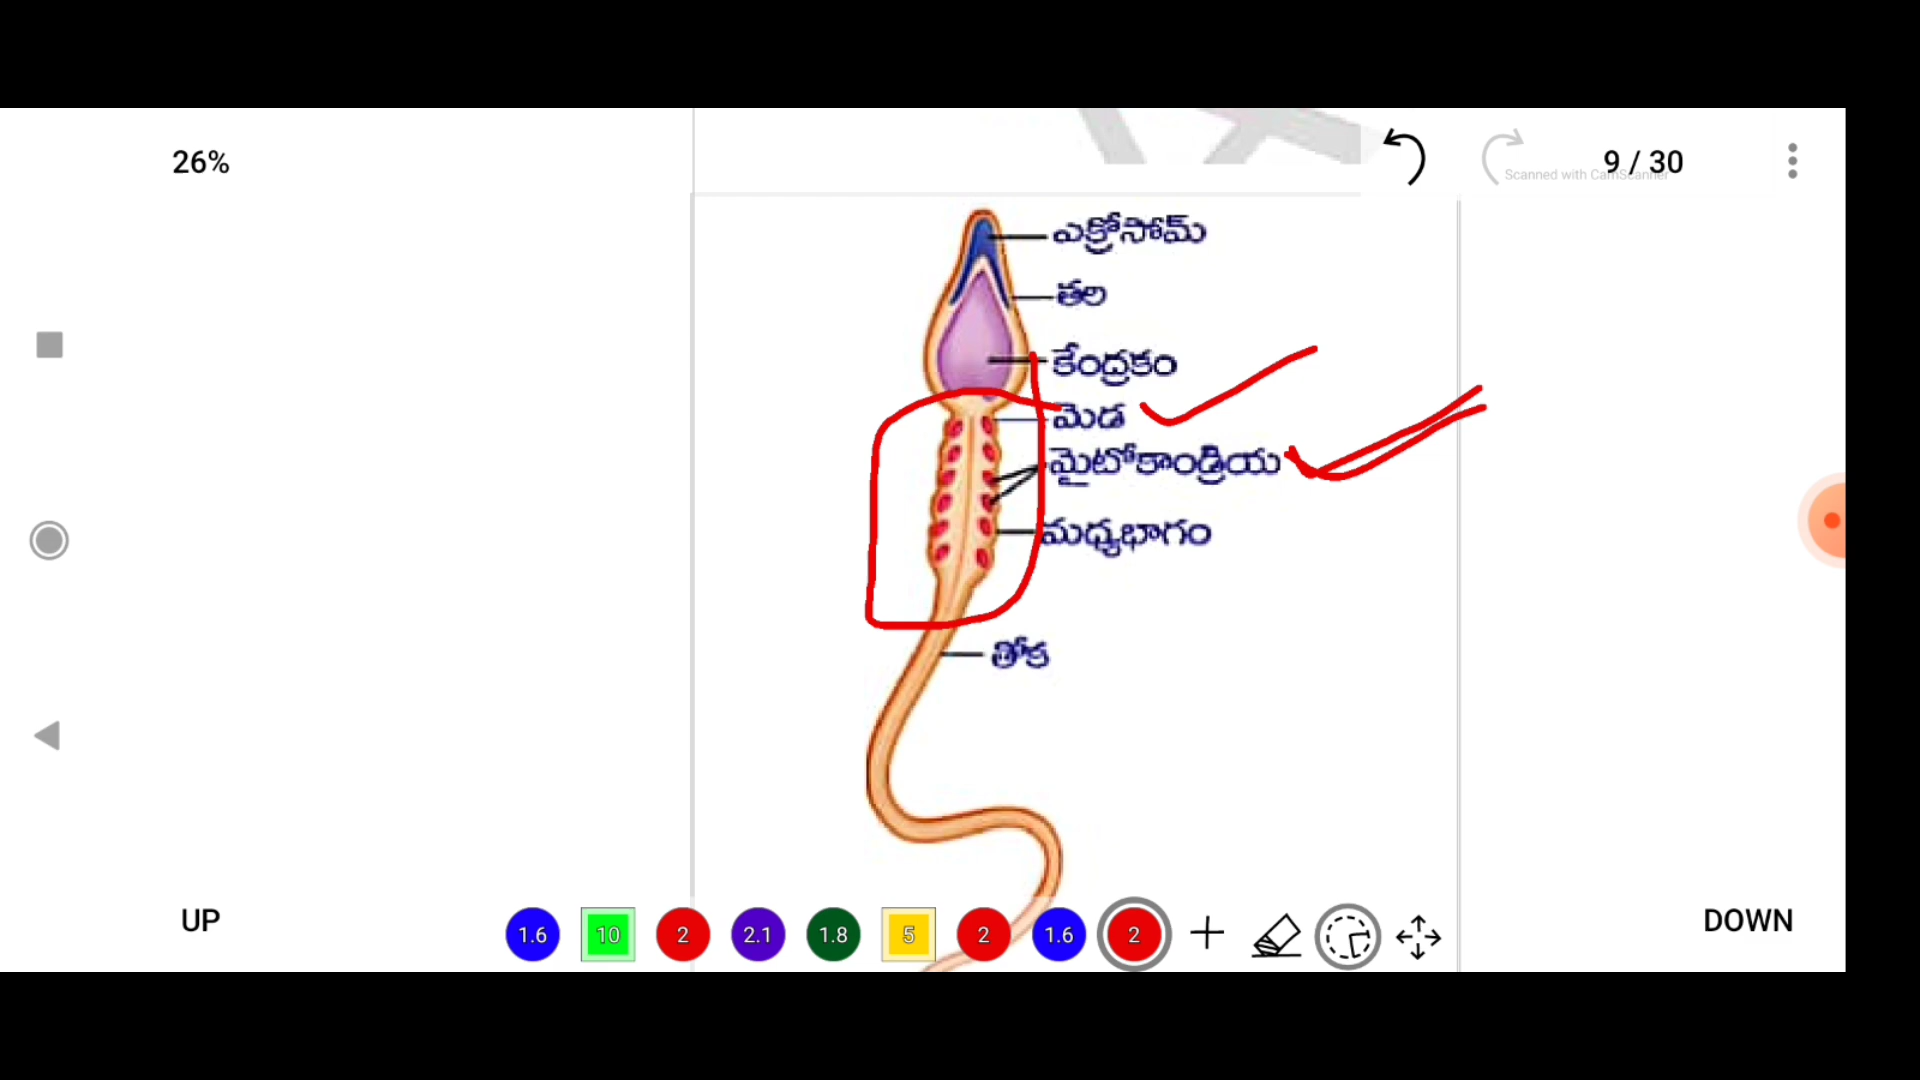 26%
9 / 30
Scanned with CamScanner
ఎక్రోసోమ్
తల
కేంద్రకం
మెడ
మైటోకాండ్రియ
మధ్యభాగం
తోక
UP
DOWN
1.6
10
2
2.1
1.8
5
2
1.6
2